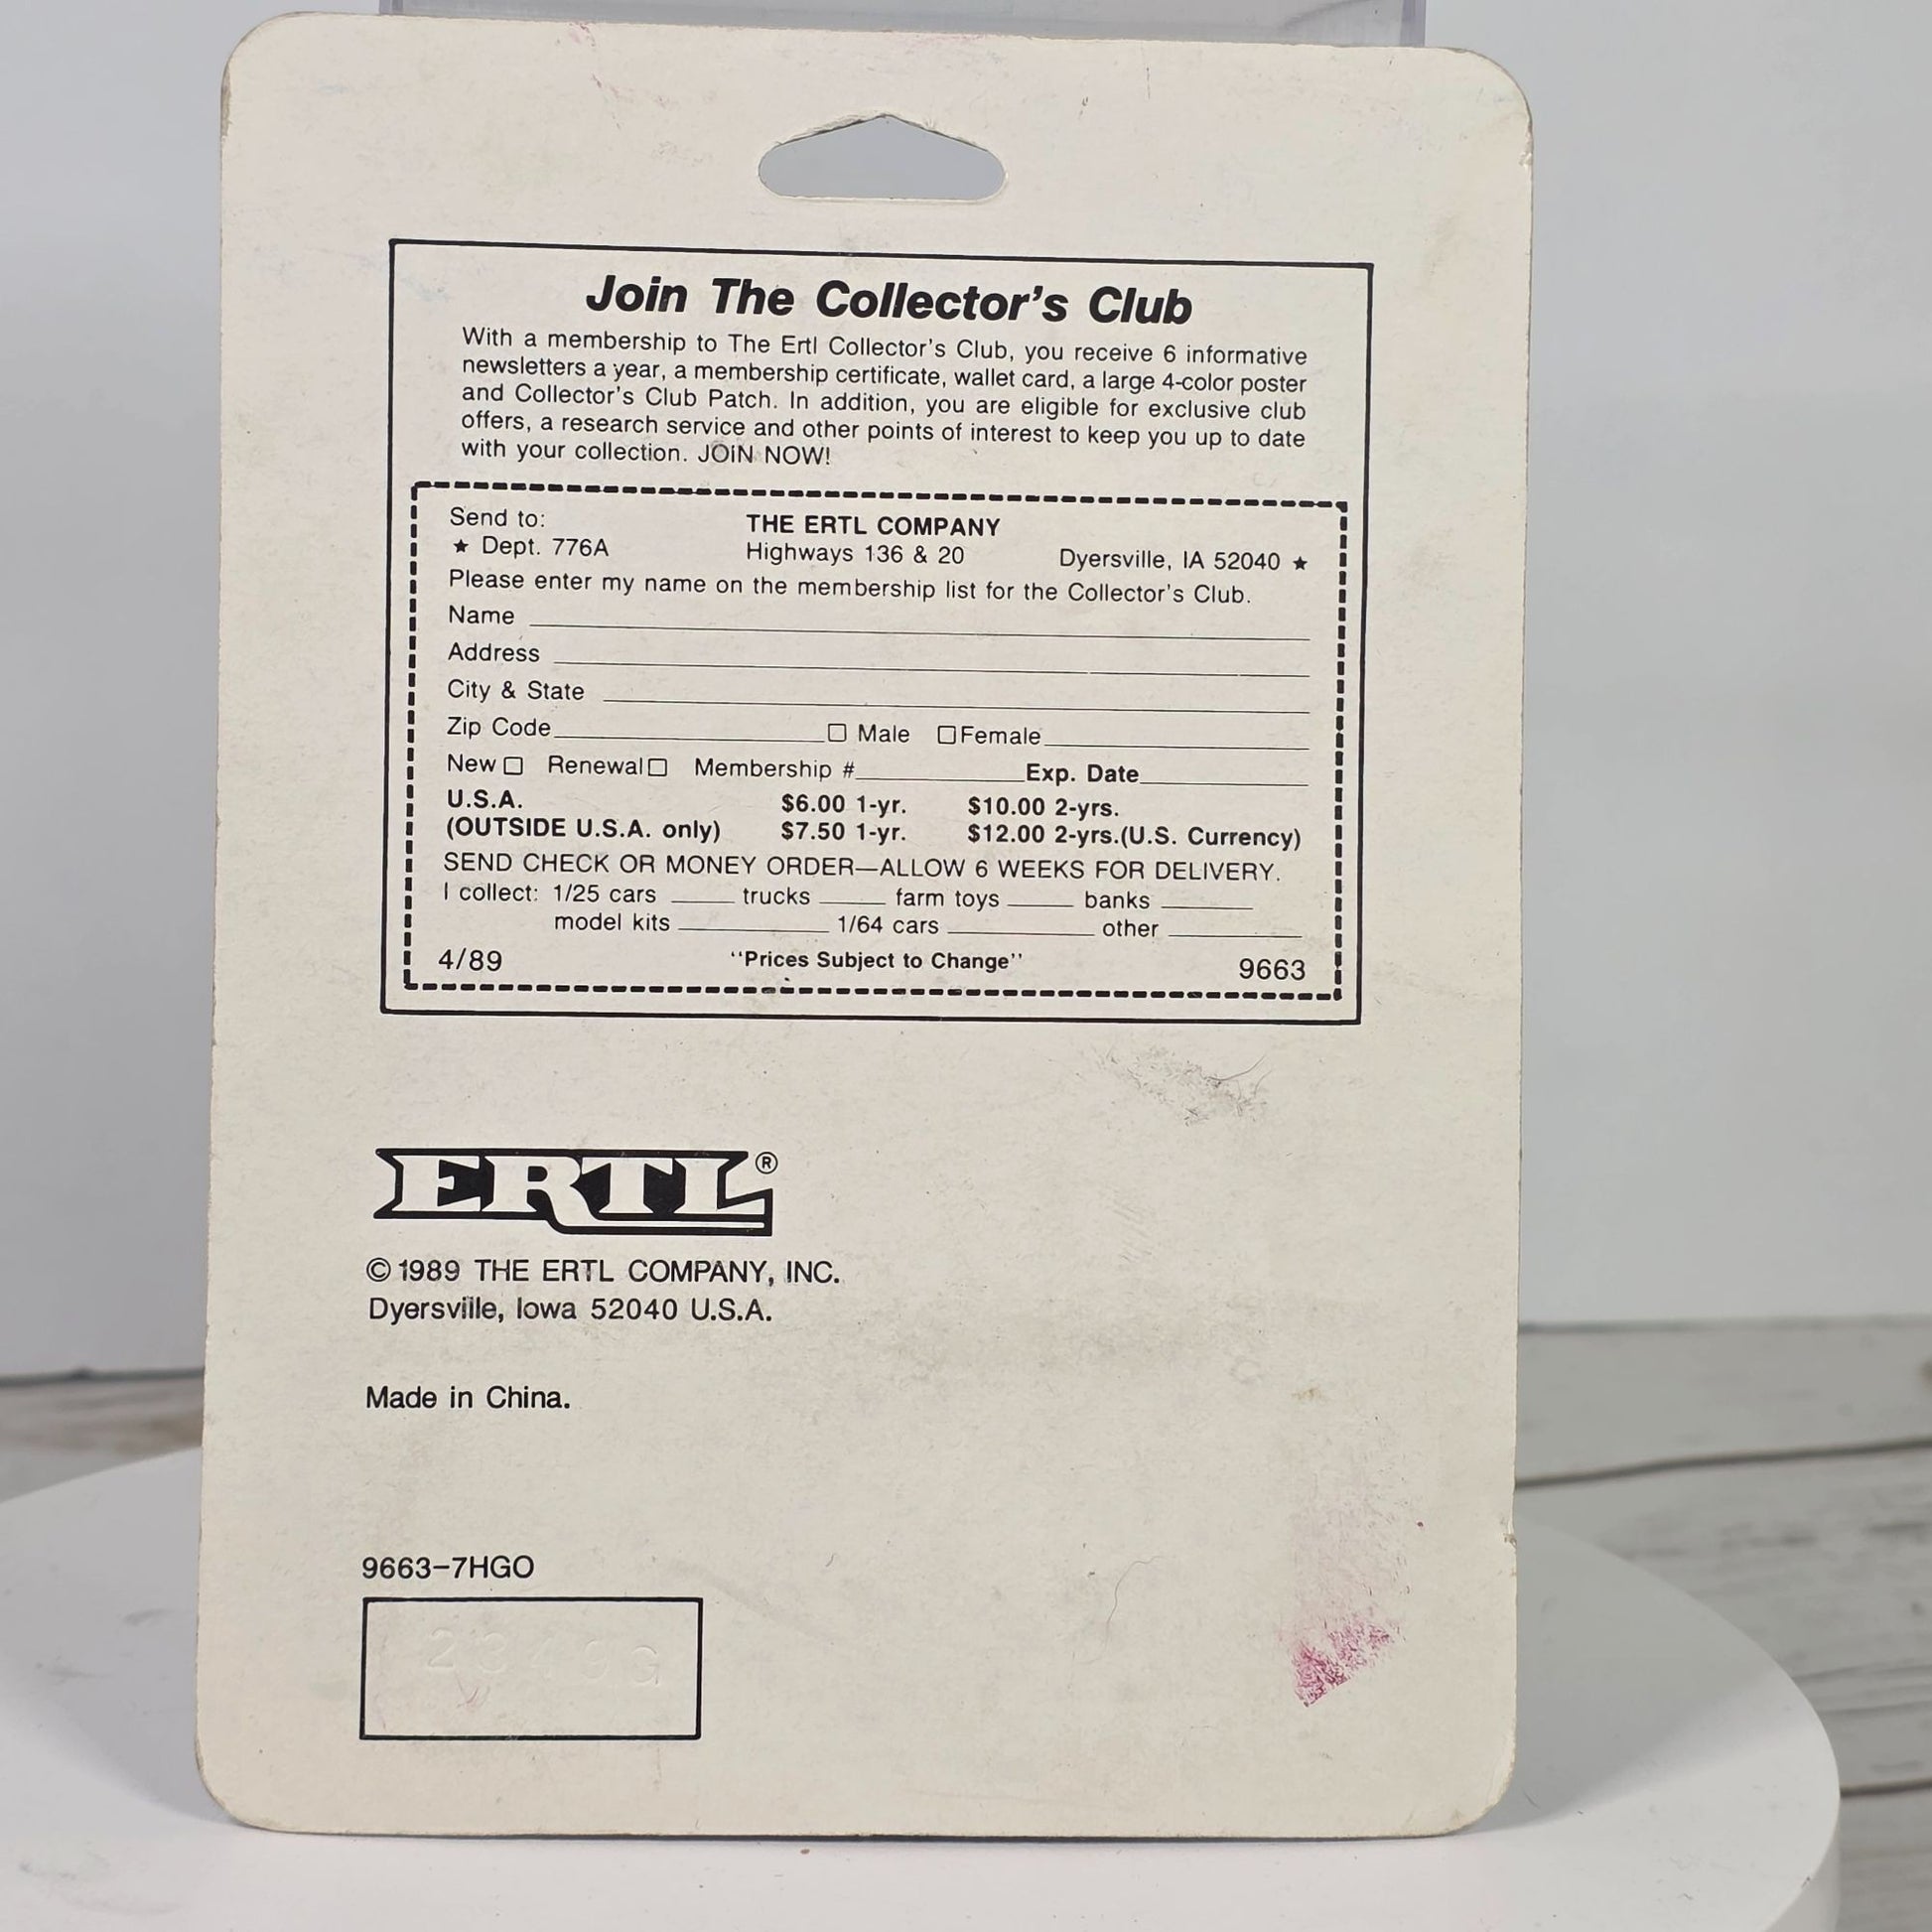 Join The Collector's Club
With a membership to The Ertl Collector's Club, you receive 6 informative
newsletters a year, a membership certificate, wallet card, a large 4-color poster
and Collector's Club Patch. In addition, you are eligible for exclusive club
offers, a research service and other points of interest to keep you up to date
with your collection. JOiN NOW!
Send to: THE ERTL COMPANY
★ Dept. 776A Highways 136 & 20 Dyersville, IA 52040 ★
Please enter my name on the membership list for the Collector's Club.
Name
Address
City & State
Zip Code □ Male □ Female
New □ Renewal □ Membership # Exp. Date
U.S.A. $6.00 1-yr. $10.00 2-yrs.
(OUTSIDE U.S.A. only) $7.50 1-yr. $12.00 2-yrs.(U.S. Currency)
SEND CHECK OR MONEY ORDER—ALLOW 6 WEEKS FOR DELIVERY.
I collect: 1/25 cars trucks farm toys banks
model kits 1/64 cars other
4/89 "Prices Subject to Change" 9663
ERTL®
©1989 THE ERTL COMPANY, INC.
Dyersville, Iowa 52040 U.S.A.
Made in China.
9663-7HGO